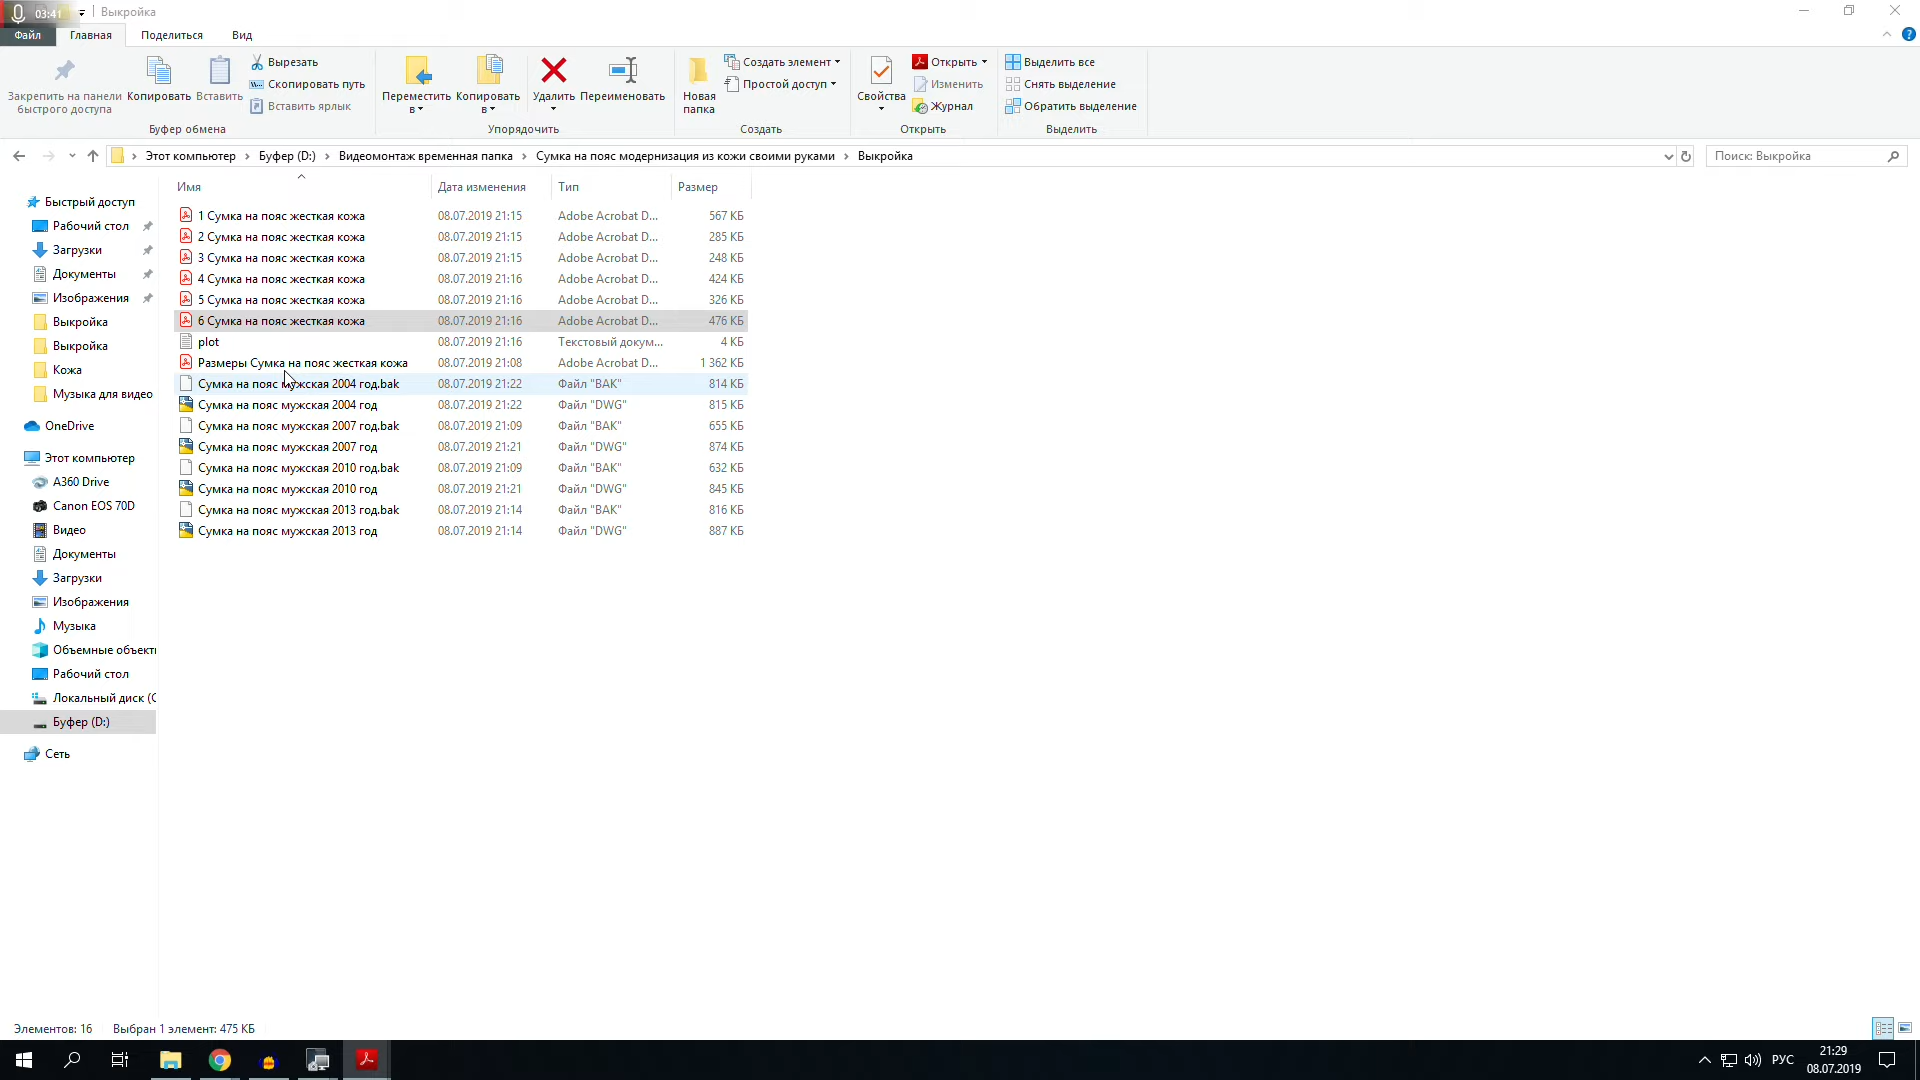 03:41 Выкройка
Файл Главная Поделиться Вид
Закрепить на панели быстрого доступа
Копировать
Вставить
Вырезать
Скопировать путь
Вставить ярлык
Буфер обмена
Переместить в
Копировать в
Удалить
Переименовать
Упорядочить
Новая папка
Создать элемент
Простой доступ
Создать
Свойства
Открыть
Изменить
Журнал
Открыть
Выделить все
Снять выделение
Обратить выделение
Выделить
Этот компьютер Буфер (D:) Видеомонтаж временная папка Сумка на пояс модернизация из кожи своими руками Выкройка
Поиск: Выкройка
Быстрый доступ
Рабочий стол
Загрузки
Документы
Изображения
Выкройка
Выкройка
Кожа
Музыка для видео
OneDrive
Этот компьютер
A360 Drive
Canon EOS 70D
Видео
Документы
Загрузки
Изображения
Музыка
Объемные объекты
Рабочий стол
Локальный диск (C
Буфер (D:)
Сеть
Имя Дата изменения Тип Размер
1 Сумка на пояс жесткая кожа 08.07.2019 21:15 Adobe Acrobat D... 567 КБ
2 Сумка на пояс жесткая кожа 08.07.2019 21:15 Adobe Acrobat D... 285 КБ
3 Сумка на пояс жесткая кожа 08.07.2019 21:15 Adobe Acrobat D... 248 КБ
4 Сумка на пояс жесткая кожа 08.07.2019 21:16 Adobe Acrobat D... 424 КБ
5 Сумка на пояс жесткая кожа 08.07.2019 21:16 Adobe Acrobat D... 326 КБ
6 Сумка на пояс жесткая кожа 08.07.2019 21:16 Adobe Acrobat D... 476 КБ
plot 08.07.2019 21:16 Текстовый докум... 4 КБ
Размеры Сумка на пояс жесткая кожа 08.07.2019 21:08 Adobe Acrobat D... 1 362 КБ
Сумка на пояс мужская 2004 год.bak 08.07.2019 21:22 Файл "BAK" 814 КБ
Сумка на пояс мужская 2004 год 08.07.2019 21:22 Файл "DWG" 815 КБ
Сумка на пояс мужская 2007 год.bak 08.07.2019 21:09 Файл "BAK" 655 КБ
Сумка на пояс мужская 2007 год 08.07.2019 21:21 Файл "DWG" 874 КБ
Сумка на пояс мужская 2010 год.bak 08.07.2019 21:09 Файл "BAK" 632 КБ
Сумка на пояс мужская 2010 год 08.07.2019 21:21 Файл "DWG" 845 КБ
Сумка на пояс мужская 2013 год.bak 08.07.2019 21:14 Файл "BAK" 816 КБ
Сумка на пояс мужская 2013 год 08.07.2019 21:14 Файл "DWG" 887 КБ
Элементов: 16 Выбран 1 элемент: 475 КБ
РУС
21:29
08.07.2019